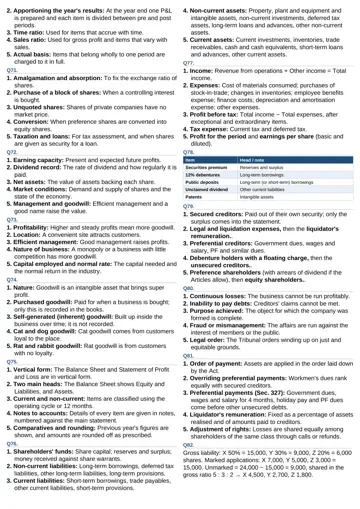 2. Apportioning the year's results: At the year end one P&L
is prepared and each item is divided between pre and post
periods.
3. Time ratio: Used for items that vary with time.
4. Sales ratio: Used for gross profit and items that vary with
sales.
5. Actual basis: Items that belong wholly to one period are
charged to it in full.
Q71.
1. Amalgamation and absorption: To fix the exchange ratio of
shares.
2. Purchase of a block of shares: When a controlling interest
is bought.
3. Unquoted shares: Shares of private companies have no
market price.
4. Conversion: When preference shares are converted into
equity shares.
5. Taxation and loans: For tax assessment, and when shares
are given as security for a loan.
Q72.
1. Earning capacity: Present and expected future profits.
2. Dividend record: The rate of dividend and how regularly it is
paid.
3. Net assets: The value of assets backing each share.
4. Market conditions: Demand and supply of shares and the
state of the economy.
5. Management and goodwill: Efficient management and a
good name raise the value.
Q73.
1. Profitability: Higher and steady profits mean more goodwill.
2. Location: A convenient site attracts customers.
3. Efficient management: Good management raises profits.
4. Nature of business: A monopoly or a business with little
competition has more goodwill.
5. Capital employed and normal rate: The capital needed and
the normal return in the industry.
Q74.
1. Nature: Goodwill is an intangible asset that brings super
profit.
2. Purchased goodwill: Paid for when a business is bought;
only this is recorded in the books.
3. Self-generated (inherent) goodwill: Built up inside the
business over time; it is not recorded.
4. Cat and dog goodwill: Cat goodwill comes from customers
loyal to the place.
5. Rat and rabbit goodwill: Rat goodwill is from customers
with no loyalty.
Q75.
1. Vertical form: The Balance Sheet and Statement of Profit
and Loss are in vertical form.
2. Two main heads: The Balance Sheet shows Equity and
Liabilities, and Assets.
3. Current and non-current: Items are classified using the
operating cycle or 12 months.
4. Notes to accounts: Details of every item are given in notes,
numbered against the main statement.
5. Comparatives and rounding: Previous year's figures are
shown, and amounts are rounded off as prescribed.
Q76.
1. Shareholders' funds: Share capital; reserves and surplus;
money received against share warrants.
2. Non-current liabilities: Long-term borrowings, deferred tax
liabilities, other long-term liabilities, long-term provisions.
3. Current liabilities: Short-term borrowings, trade payables,
other current liabilities, short-term provisions.
4. Non-current assets: Property, plant and equipment and
intangible assets, non-current investments, deferred tax
assets, long-term loans and advances, other non-current
assets.
5. Current assets: Current investments, inventories, trade
receivables, cash and cash equivalents, short-term loans
and advances, other current assets.
Q77.
1. Income: Revenue from operations + Other income = Total
income.
2. Expenses: Cost of materials consumed; purchases of
stock-in-trade; changes in inventories; employee benefits
expense; finance costs; depreciation and amortisation
expense; other expenses.
3. Profit before tax: Total income − Total expenses, after
exceptional and extraordinary items.
4. Tax expense: Current tax and deferred tax.
5. Profit for the period and earnings per share (basic and
diluted).
Q78.
Item Head / note
Securities premium Reserves and surplus
12% debentures Long-term borrowings
Public deposits Long-term (or short-term) borrowings
Unclaimed dividend Other current liabilities
Patents Intangible assets
Q79.
1. Secured creditors: Paid out of their own security; only the
surplus comes into the statement.
2. Legal and liquidation expenses, then the liquidator's
remuneration..
3. Preferential creditors: Government dues, wages and
salary, PF and similar dues.
4. Debenture holders with a floating charge, then the
unsecured creditors..
5. Preference shareholders (with arrears of dividend if the
Articles allow), then equity shareholders..
Q80.
1. Continuous losses: The business cannot be run profitably.
2. Inability to pay debts: Creditors' claims cannot be met.
3. Purpose achieved: The object for which the company was
formed is complete.
4. Fraud or mismanagement: The affairs are run against the
interest of members or the public.
5. Legal order: The Tribunal orders winding up on just and
equitable grounds.
Q81.
1. Order of payment: Assets are applied in the order laid down
by the Act.
2. Overriding preferential payments: Workmen's dues rank
equally with secured creditors.
3. Preferential payments (Sec. 327): Government dues,
wages and salary for 4 months, holiday pay and PF dues
come before other unsecured debts.
4. Liquidator's remuneration: Fixed as a percentage of assets
realised and of amounts paid to creditors.
5. Adjustment of rights: Losses are shared equally among
shareholders of the same class through calls or refunds.
Q82.
Gross liability: X 50% = 15,000, Y 30% = 9,000, Z 20% = 6,000
shares. Marked applications: X 7,000, Y 5,000, Z 3,000 =
15,000. Unmarked = 24,000 − 15,000 = 9,000, shared in the
gross ratio 5 : 3 : 2 → X 4,500, Y 2,700, Z 1,800.